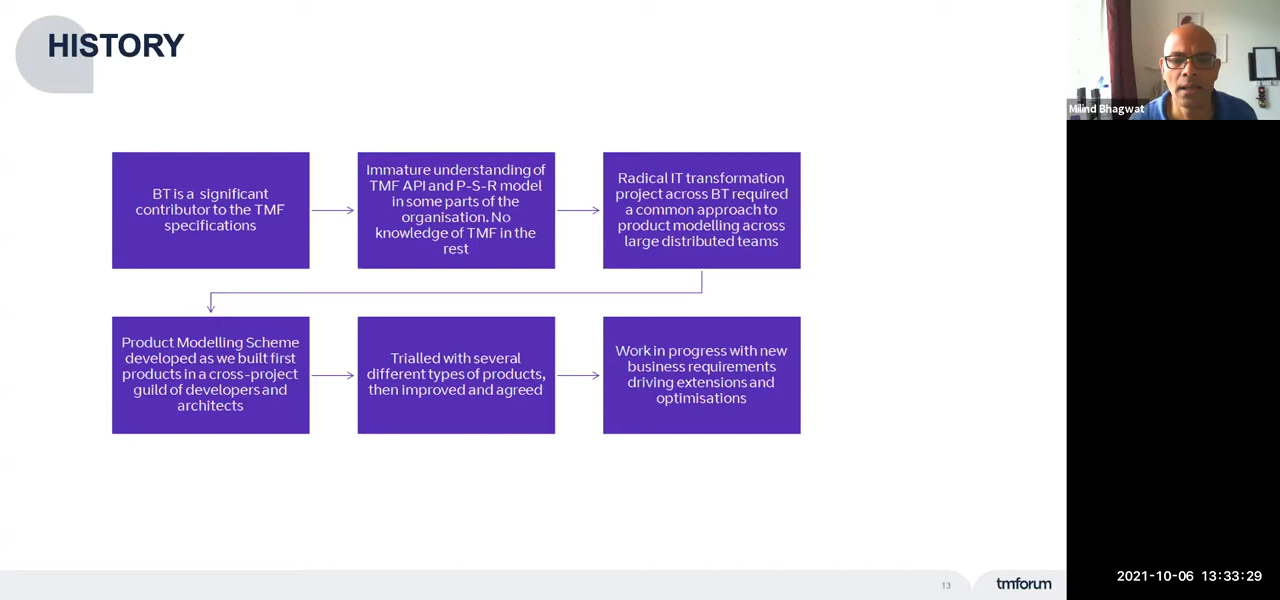 HISTORY
BT is a significant
contributor to the TMF
specifications
Immature understanding of
TMF API and P-S-R model
in some parts of the
organisation. No
knowledge of TMF in the
rest
Radical IT transformation
project across BT required
a common approach to
product modelling across
large distributed teams
Product Modelling Scheme
developed as we built first
products in a cross-project
guild of developers and
architects
Trialled with several
different types of products,
then improved and agreed
Work in progress with new
business requirements
driving extensions and
optimisations
13
tmforum
Milind Bhagwat
2021-10-06 13:33:29